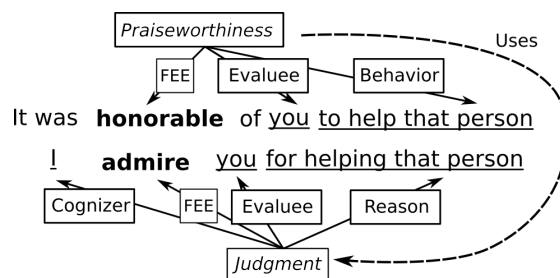 Praiseworthiness
Uses
FEE Evaluee Behavior
It was honorable of you to help that person
I admire you for helping that person
Cognizer FEE Evaluee Reason
Judgment